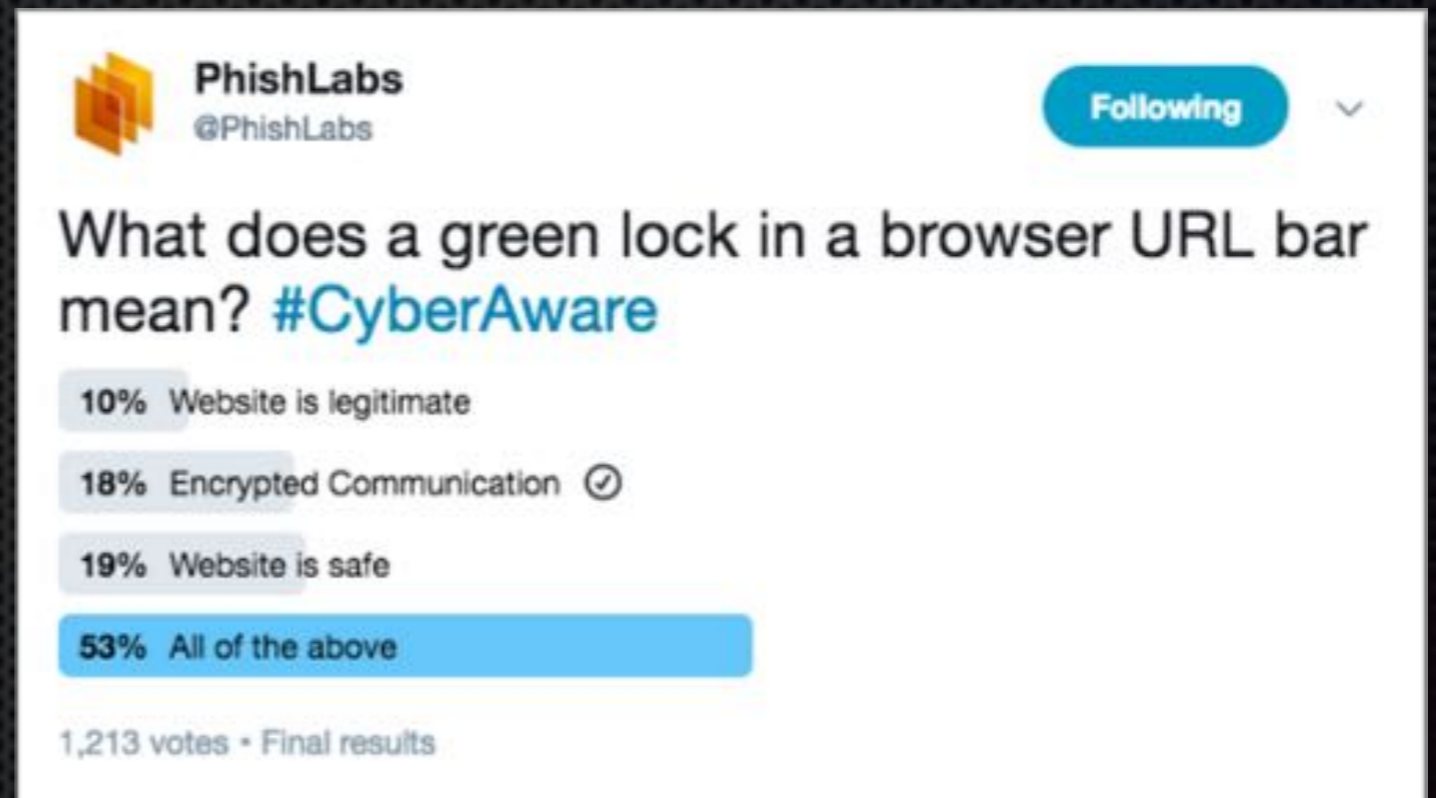 PhishLabs
@PhishLabs
Following
What does a green lock in a browser URL bar
mean? #CyberAware
10% Website is legitimate
18% Encrypted Communication
19% Website is safe
53% All of the above
1,213 votes • Final results